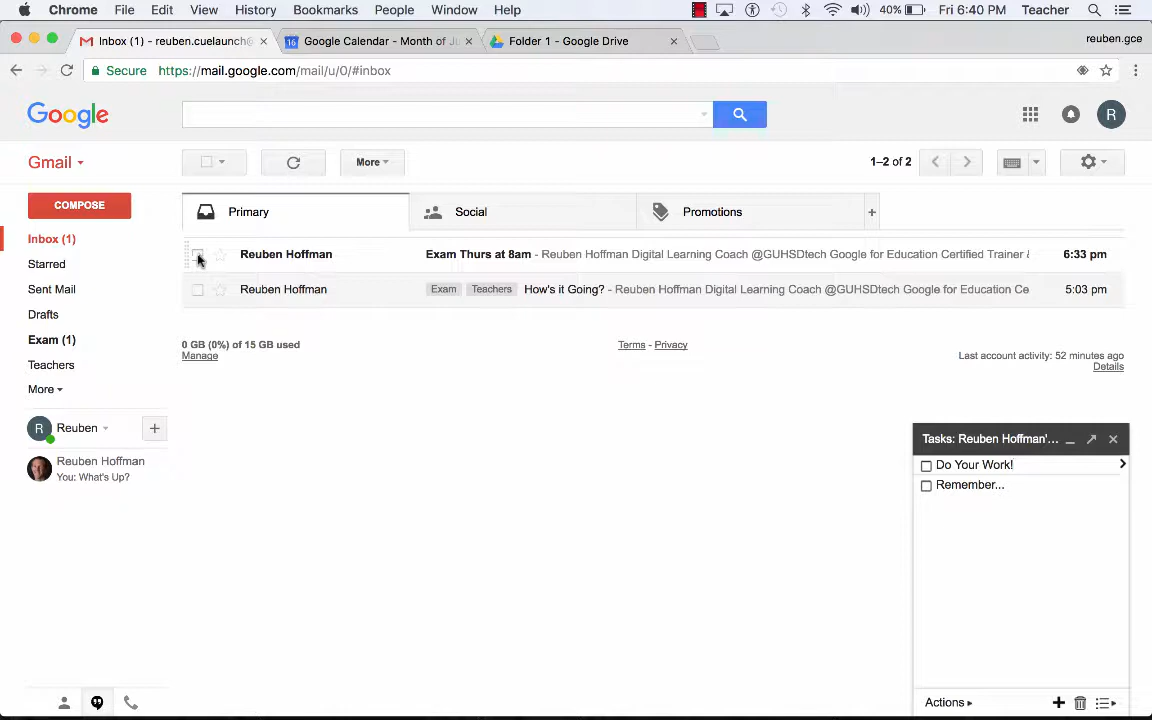 Chrome File Edit View History Bookmarks People Window Help 40% Fri 6:40 PM Teacher
Inbox (1) - reuben.cuelaunch@ 16 Google Calendar - Month of Ju Folder 1 - Google Drive reuben.gce
Secure https://mail.google.com/mail/u/0/#inbox
Google R
Gmail More 1–2 of 2
COMPOSE
Primary Social Promotions +
Inbox (1)
Reuben Hoffman Exam Thurs at 8am - Reuben Hoffman Digital Learning Coach @GUHSDtech Google for Education Certified Trainer & 6:33 pm
Starred
Sent Mail
Reuben Hoffman Exam Teachers How's it Going? - Reuben Hoffman Digital Learning Coach @GUHSDtech Google for Education Ce 5:03 pm
Drafts
Exam (1)
0 GB (0%) of 15 GB used Terms - Privacy Last account activity: 52 minutes ago
Manage Details
Teachers
More
R Reuben +
Reuben Hoffman
You: What's Up?
Tasks: Reuben Hoffman'...
Do Your Work!
Remember...
Actions